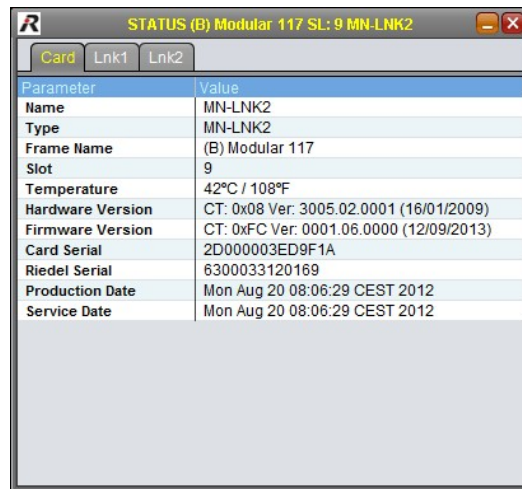 R STATUS (B) Modular 117 SL: 9 MN-LNK2
Card Lnk1 Lnk2
Parameter Value
Name MN-LNK2
Type MN-LNK2
Frame Name (B) Modular 117
Slot 9
Temperature 42ºC / 108ºF
Hardware Version CT: 0x08 Ver: 3005.02.0001 (16/01/2009)
Firmware Version CT: 0xFC Ver: 0001.06.0000 (12/09/2013)
Card Serial 2D000003ED9F1A
Riedel Serial 6300033120169
Production Date Mon Aug 20 08:06:29 CEST 2012
Service Date Mon Aug 20 08:06:29 CEST 2012